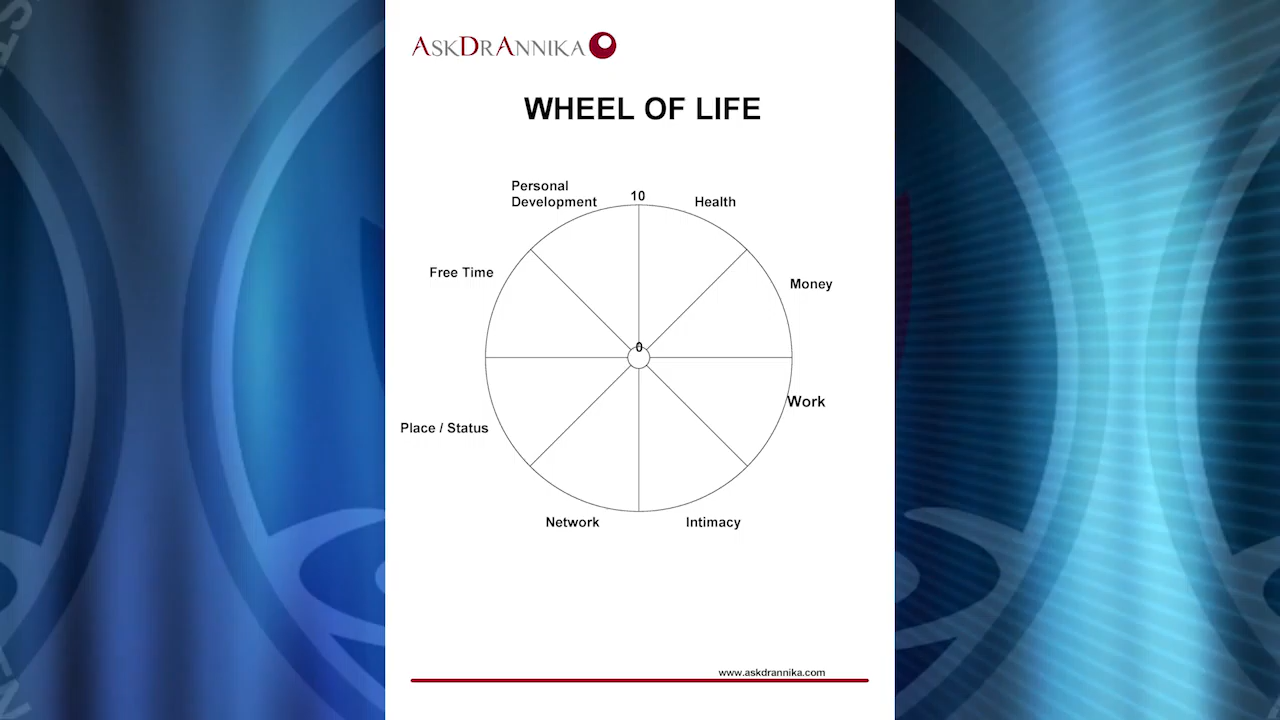 ASKDRANNIKA
WHEEL OF LIFE
Personal
Development
10
Health
Free Time
Money
0
Work
Place / Status
Network
Intimacy
www.askdrannika.com